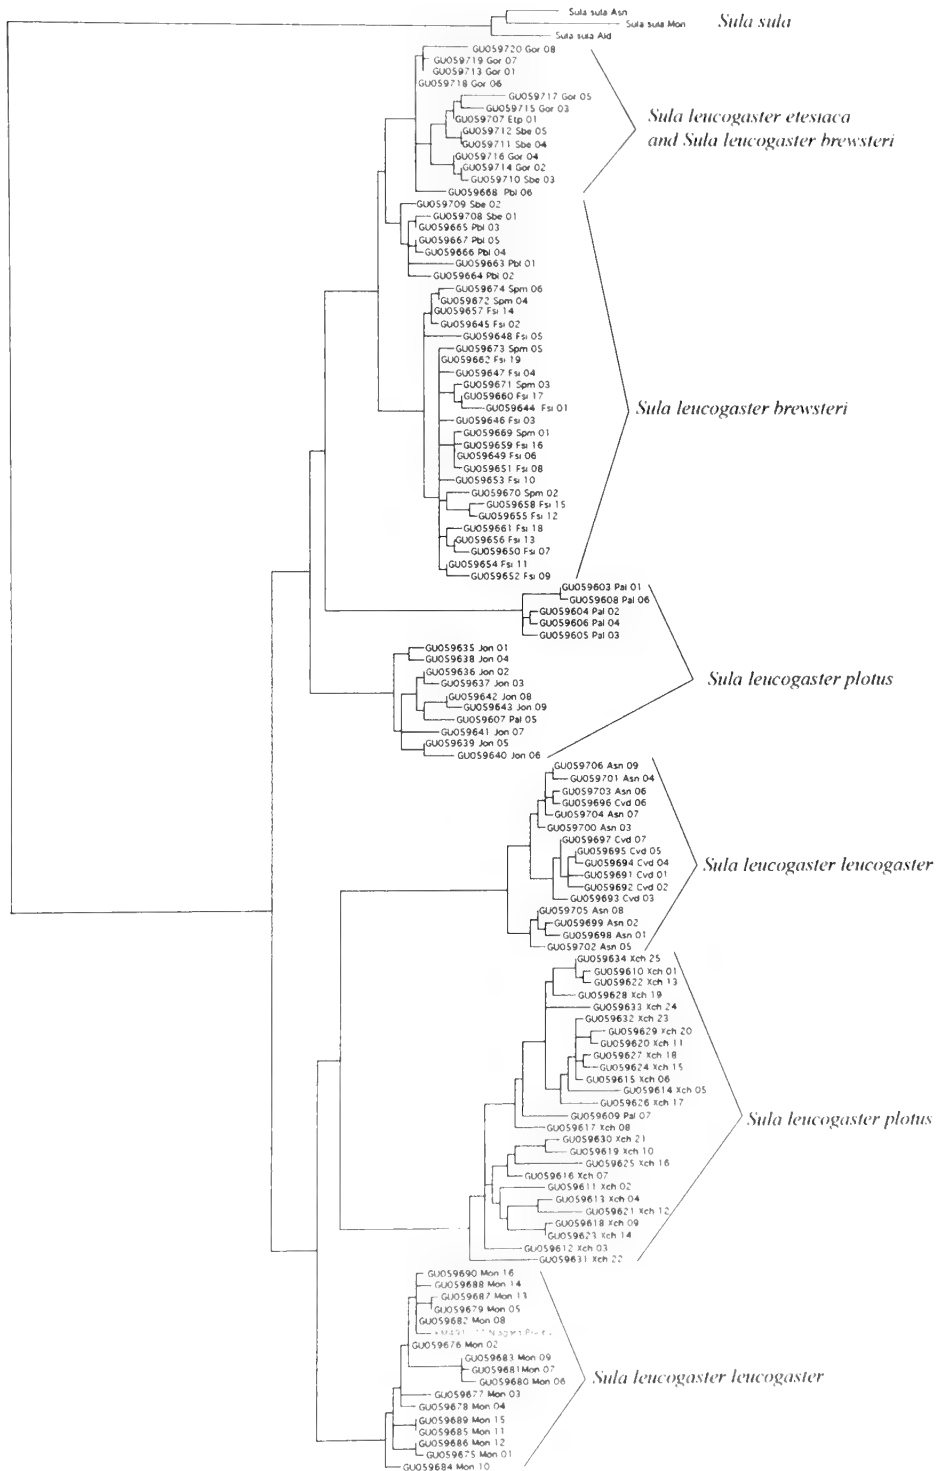 Sula sula Asn
Sula sula Mon
Sula sula
Sula sula Ald
GU059720 Gor 08
GU059719 Gor 07
GU059713 Gor 01
GU059718 Gor 06
GU059717 Gor 05
GU059715 Gor 03
GU059707 Etp 01
Sula leucogaster etesiaca
GU059712 Sbe 05
and Sula leucogaster brewsteri
GU059711 Sbe 04
GU059716 Gor 04
GU059714 Gor 02
GU059710 Sbe 03
GU059668 Pbl 06
GU059709 Sbe 02
GU059708 Sbe 01
GU059665 Pbl 03
GU059667 Pbl 05
GU059666 Pbl 04
GU059663 Pbl 01
GU059664 Pbl 02
GU059674 Spm 06
GU059672 Spm 04
GU059657 Fsi 14
GU059645 Fsi 02
GU059648 Fsi 05
GU059673 Spm 05
GU059662 Fsi 19
GU059647 Fsi 04
GU059671 Spm 03
GU059660 Fsi 17
GU059644 Fsi 01
Sula leucogaster brewsteri
GU059646 Fsi 03
GU059669 Spm 01
GU059659 Fsi 16
GU059649 Fsi 06
GU059651 Fsi 08
GU059653 Fsi 10
GU059670 Spm 02
GU059658 Fsi 15
GU059655 Fsi 12
GU059661 Fsi 18
GU059656 Fsi 13
GU059650 Fsi 07
GU059654 Fsi 11
GU059652 Fsi 09
GU059603 Pal 01
GU059608 Pal 06
GU059604 Pal 02
GU059606 Pal 04
GU059605 Pal 03
GU059635 Jon 01
GU059638 Jon 04
GU059636 Jon 02
Sula leucogaster plotus
GU059637 Jon 03
GU059642 Jon 08
GU059643 Jon 09
GU059607 Pal 05
GU059641 Jon 07
GU059639 Jon 05
GU059640 Jon 06
GU059706 Asn 09
GU059701 Asn 04
GU059703 Asn 06
GU059696 Cvd 06
GU059704 Asn 07
GU059700 Asn 03
GU059697 Cvd 07
GU059695 Cvd 05
GU059694 Cvd 04
Sula leucogaster leucogaster
GU059691 Cvd 01
GU059692 Cvd 02
GU059693 Cvd 03
GU059705 Asn 08
GU059699 Asn 02
GU059698 Asn 01
GU059702 Asn 05
GU059634 Xch 25
GU059610 Xch 01
GU059622 Xch 13
GU059628 Xch 19
GU059633 Xch 24
GU059632 Xch 23
GU059629 Xch 20
GU059620 Xch 11
GU059627 Xch 18
GU059624 Xch 15
GU059615 Xch 06
GU059614 Xch 05
GU059626 Xch 17
GU059609 Pal 07
Sula leucogaster plotus
GU059617 Xch 08
GU059630 Xch 21
GU059619 Xch 10
GU059625 Xch 16
GU059616 Xch 07
GU059611 Xch 02
GU059613 Xch 04
GU059621 Xch 12
GU059618 Xch 09
GU059623 Xch 14
GU059612 Xch 03
GU059631 Xch 22
GU059690 Mon 16
GU059688 Mon 14
GU059687 Mon 13
GU059679 Mon 05
GU059682 Mon 08
Niagara
GU059676 Mon 02
GU059683 Mon 09
GU059681 Mon 07
Sula leucogaster leucogaster
GU059680 Mon 06
GU059677 Mon 03
GU059678 Mon 04
GU059689 Mon 15
GU059685 Mon 11
GU059686 Mon 12
GU059675 Mon 01
GU059684 Mon 10